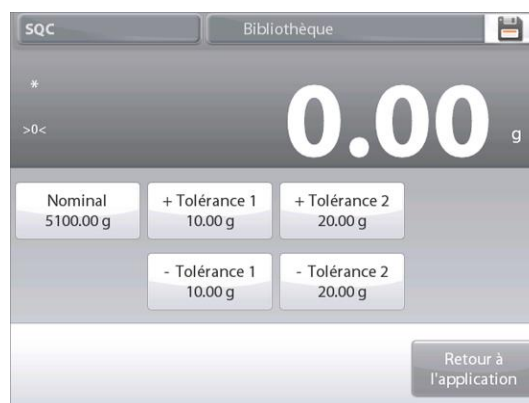 SQC
Bibliothèque
*
>0<
0.00 g
Nominal
5100.00 g
+ Tolérance 1
10.00 g
+ Tolérance 2
20.00 g
- Tolérance 1
10.00 g
- Tolérance 2
20.00 g
Retour à
l'application